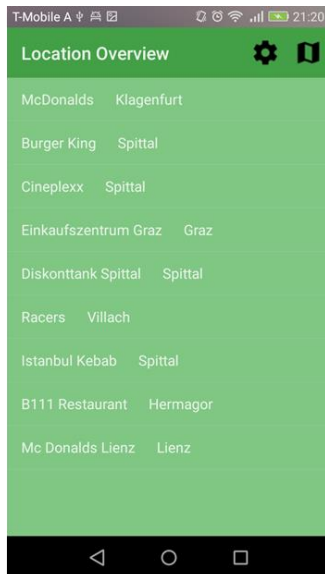 T-Mobile A 21:20
Location Overview
McDonalds Klagenfurt
Burger King Spittal
Cineplexx Spittal
Einkaufszentrum Graz Graz
Diskonttank Spittal Spittal
Racers Villach
Istanbul Kebab Spittal
B111 Restaurant Hermagor
Mc Donalds Lienz Lienz